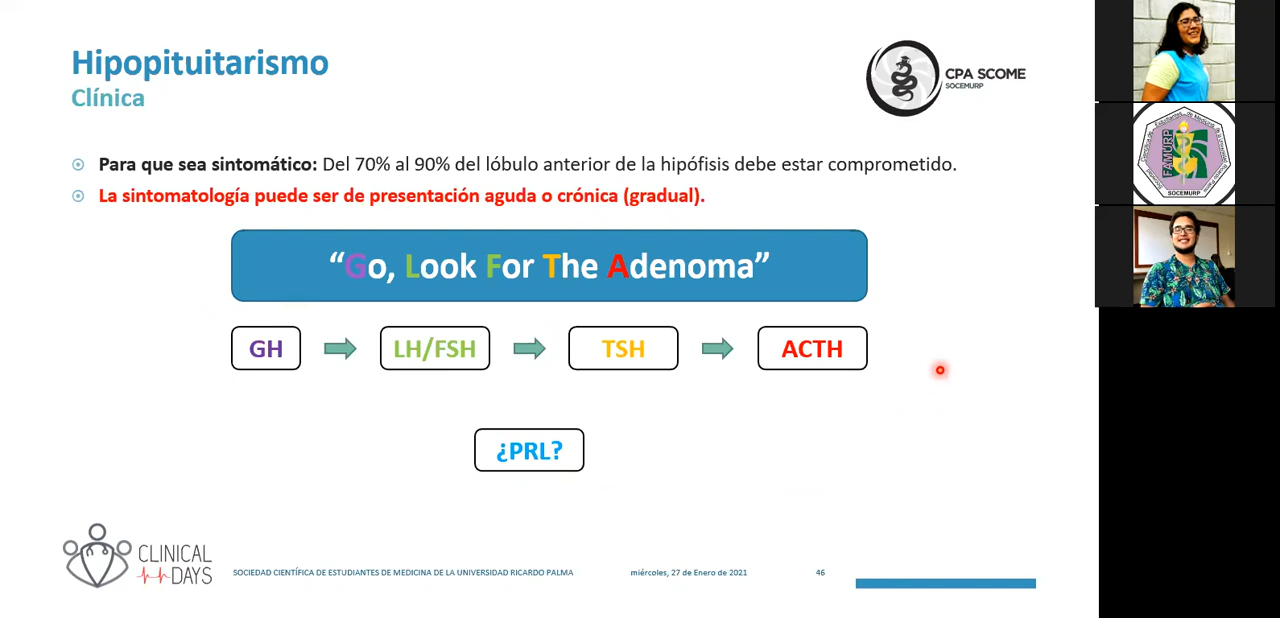 Hipopituitarismo
Clínica
CPA SCOME
SOCEMURP
Para que sea sintomático: Del 70% al 90% del lóbulo anterior de la hipófisis debe estar comprometido.
La sintomatología puede ser de presentación aguda o crónica (gradual).
“Go, Look For The Adenoma”
GH
LH/FSH
TSH
ACTH
¿PRL?
CLINICAL
DAYS
SOCIEDAD CIENTÍFICA DE ESTUDIANTES DE MEDICINA DE LA UNIVERSIDAD RICARDO PALMA
miércoles, 27 de Enero de 2021
46
FAMURP
SOCEMURP